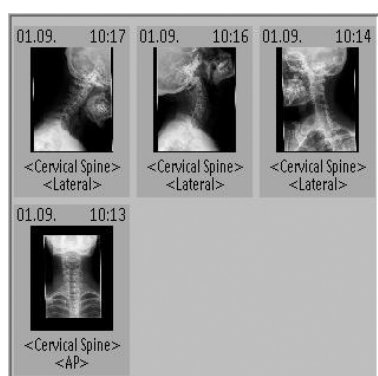 01.09. 10:17
<Cervical Spine>
<Lateral>
01.09. 10:16
<Cervical Spine>
<Lateral>
01.09. 10:14
<Cervical Spine>
<Lateral>
01.09. 10:13
<Cervical Spine>
<AP>